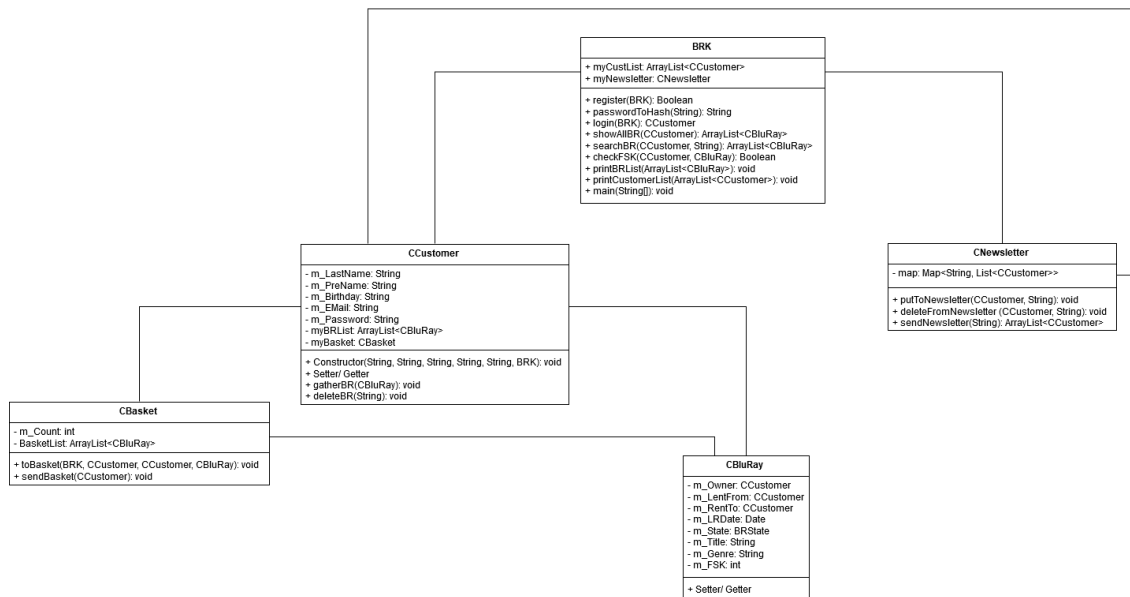 BRK
+ myCustList: ArrayList<CCustomer>
+ myNewsletter: CNewsletter
+ register(BRK): Boolean
+ passwordToHash(String): String
+ login(BRK): CCustomer
+ showAllBR(CCustomer): ArrayList<CBluRay>
+ searchBR(CCustomer, String): ArrayList<CBluRay>
+ checkFSK(CCustomer, CBluRay): Boolean
+ printBRList(ArrayList<CBluRay>): void
+ printCustomerList(ArrayList<CCustomer>): void
+ main(String[]): void
CCustomer
- m_LastName: String
- m_PreName: String
- m_Birthday: String
- m_EMail: String
- m_Password: String
- myBRList: ArrayList<CBluRay>
- myBasket: CBasket
+ Constructor(String, String, String, String, String, BRK): void
+ Setter/ Getter
+ gatherBR(CBluRay): void
+ deleteBR(String): void
CNewsletter
- map: Map<String, List<CCustomer>>
+ putToNewsletter(CCustomer, String): void
+ deleteFromNewsletter (CCustomer, String): void
+ sendNewsletter(String): ArrayList<CCustomer>
CBasket
- m_Count: int
- BasketList: ArrayList<CBluRay>
+ toBasket(BRK, CCustomer, CCustomer, CBluRay): void
+ sendBasket(CCustomer): void
CBluRay
- m_Owner: CCustomer
- m_LentFrom: CCustomer
- m_RentTo: CCustomer
- m_LRDate: Date
- m_State: BRState
- m_Title: String
- m_Genre: String
- m_FSK: int
+ Setter/ Getter